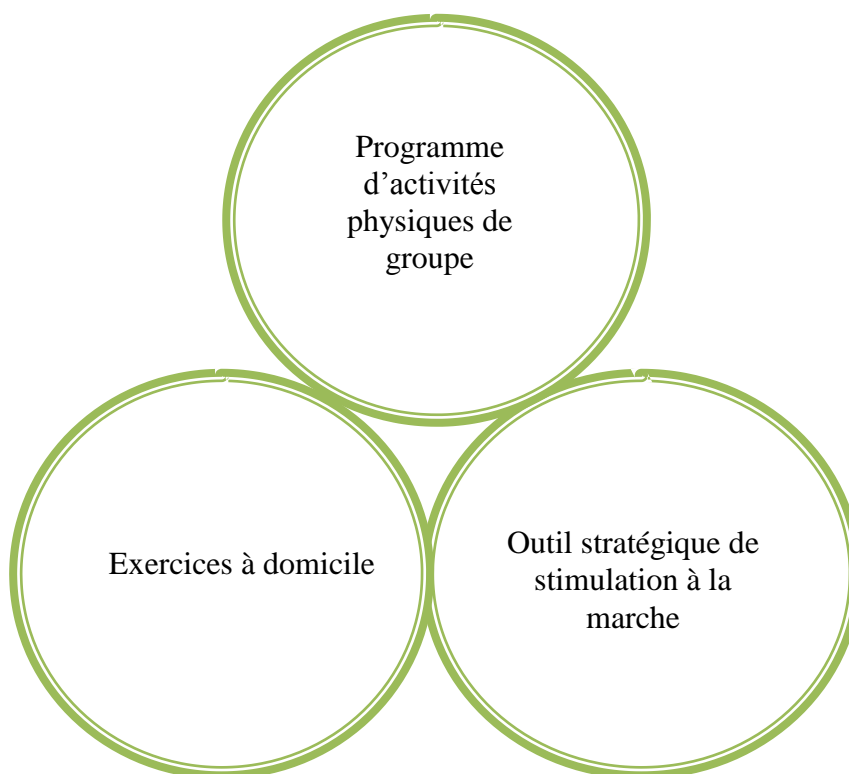 Programme
d’activités
physiques de
groupe
Exercices à domicile
Outil stratégique de
stimulation à la
marche